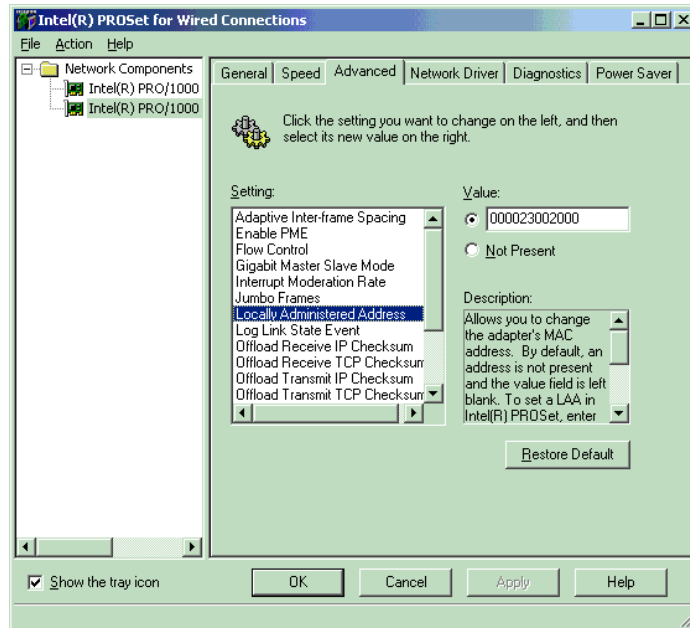 Intel(R) PROSet for Wired Connections
File Action Help
Network Components
Intel(R) PRO/1000
Intel(R) PRO/1000
General Speed Advanced Network Driver Diagnostics Power Saver
Click the setting you want to change on the left, and then
select its new value on the right.
Setting:
Adaptive Inter-frame Spacing
Enable PME
Flow Control
Gigabit Master Slave Mode
Interrupt Moderation Rate
Jumbo Frames
Locally Administered Address
Log Link State Event
Offload Receive IP Checksum
Offload Receive TCP Checksum
Offload Transmit IP Checksum
Offload Transmit TCP Checksum
Value:
000023002000
Not Present
Description:
Allows you to change
the adapter's MAC
address. By default, an
address is not present
and the value field is left
blank. To set a LAA in
Intel(R) PROSet, enter
Restore Default
Show the tray icon
OK Cancel Apply Help